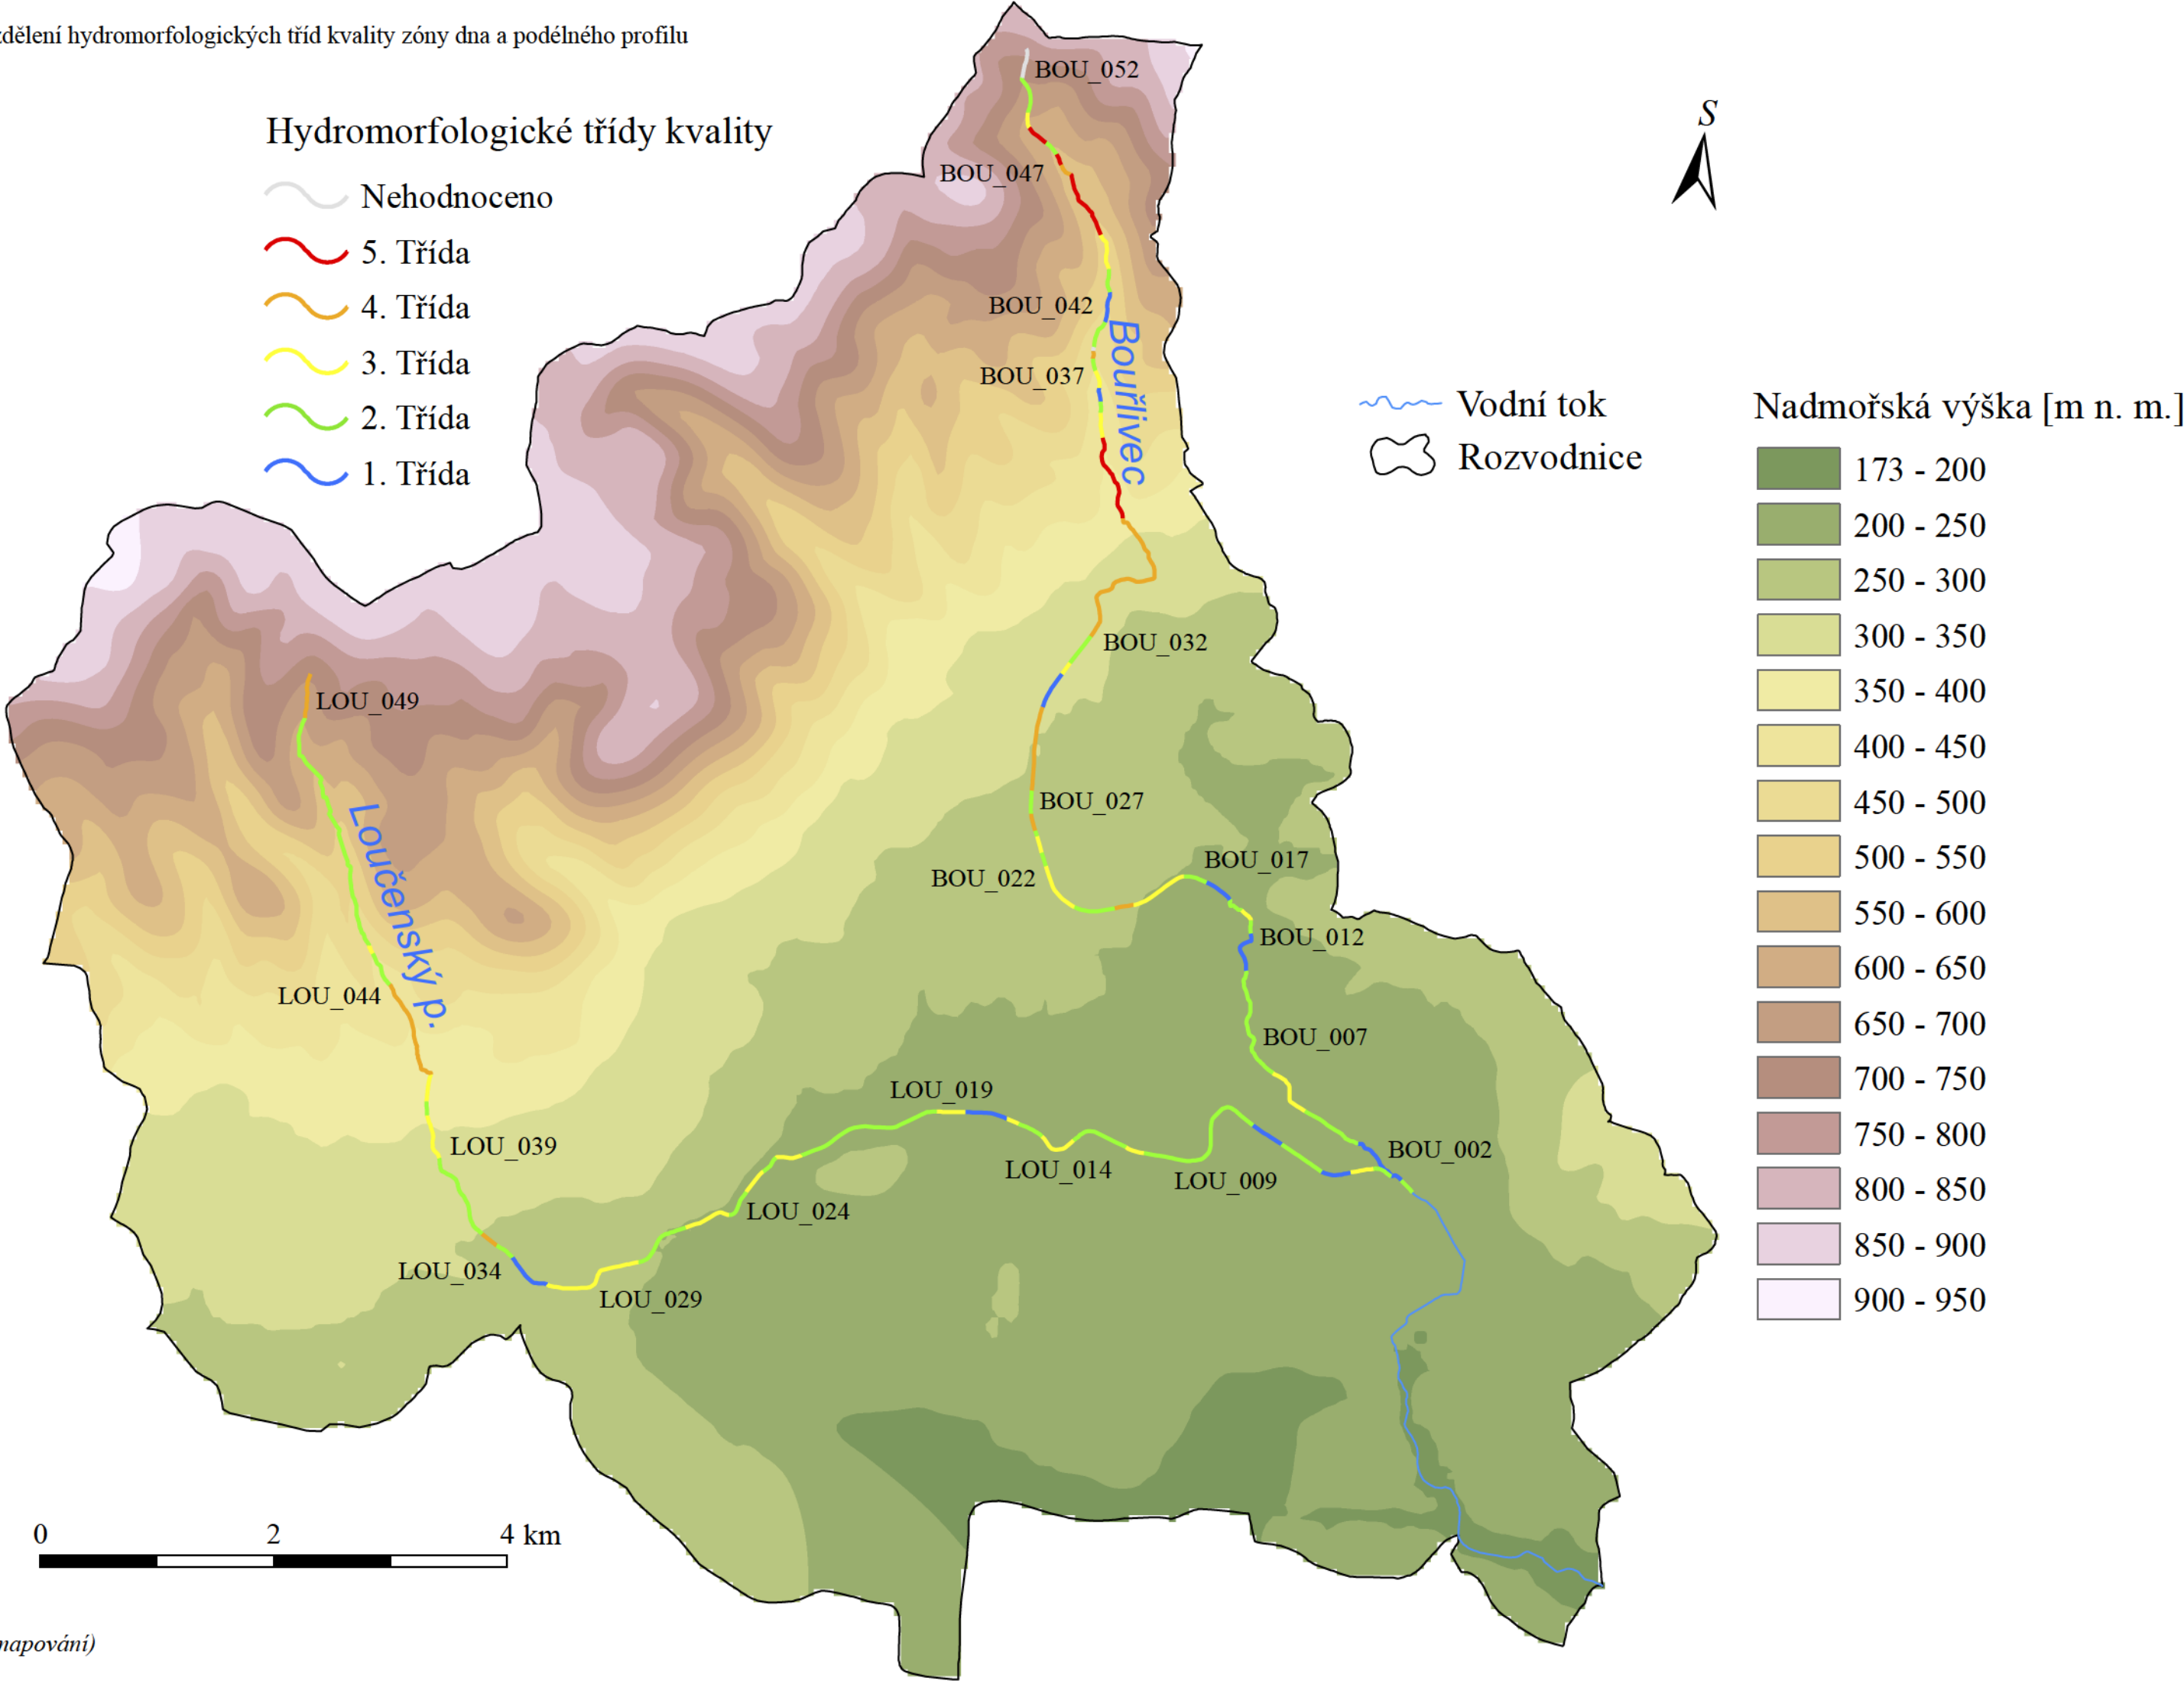 zdělení hydromorfologických tříd kvality zóny dna a podélného profilu
Hydromorfologické třídy kvality
Nehodnoceno
5. Třída
4. Třída
3. Třída
2. Třída
1. Třída
S
Vodní tok
Rozvodnice
Nadmořská výška [m n. m.]
173 - 200
200 - 250
250 - 300
300 - 350
350 - 400
400 - 450
450 - 500
500 - 550
550 - 600
600 - 650
650 - 700
700 - 750
750 - 800
800 - 850
850 - 900
900 - 950
BOU_052
BOU_047
BOU_042
BOU_037
Bouřlivec
BOU_032
BOU_027
BOU_022
BOU_017
BOU_012
BOU_007
BOU_002
LOU_049
Loučenský p.
LOU_044
LOU_039
LOU_034
LOU_029
LOU_024
LOU_019
LOU_014
LOU_009
0 2 4 km
mapování)